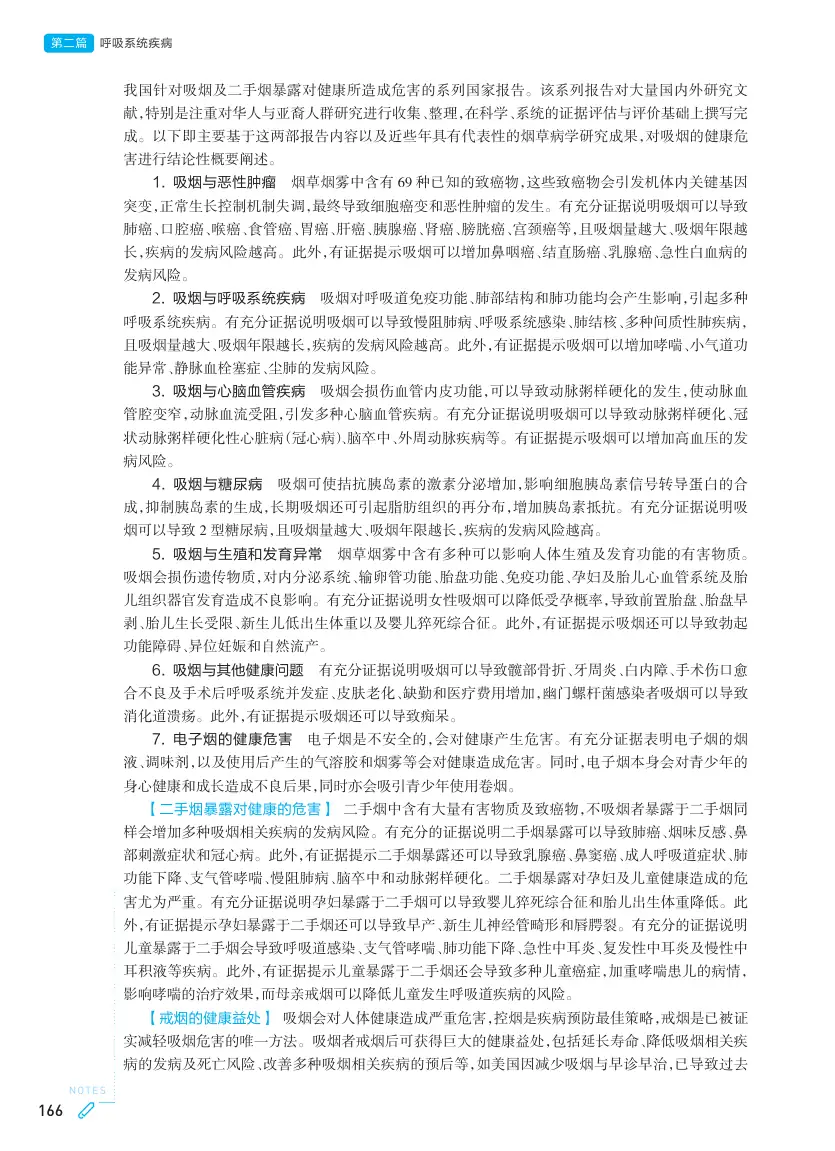 第二篇 呼吸系统疾病
我国针对吸烟及二手烟暴露对健康所造成危害的系列国家报告。该系列报告对大量国内外研究文
献,特别是注重对华人与亚裔人群研究进行收集、整理,在科学、系统的证据评估与评价基础上撰写完
成。以下即主要基于这两部报告内容以及近些年具有代表性的烟草病学研究成果,对吸烟的健康危
害进行结论性概要阐述。
1. 吸烟与恶性肿瘤 烟草烟雾中含有 69 种已知的致癌物,这些致癌物会引发机体内关键基因
突变,正常生长控制机制失调,最终导致细胞癌变和恶性肿瘤的发生。有充分证据说明吸烟可以导致
肺癌、口腔癌、喉癌、食管癌、胃癌、肝癌、胰腺癌、肾癌、膀胱癌、宫颈癌等,且吸烟量越大、吸烟年限越
长,疾病的发病风险越高。此外,有证据提示吸烟可以增加鼻咽癌、结直肠癌、乳腺癌、急性白血病的
发病风险。
2. 吸烟与呼吸系统疾病 吸烟对呼吸道免疫功能、肺部结构和肺功能均会产生影响,引起多种
呼吸系统疾病。有充分证据说明吸烟可以导致慢阻肺病、呼吸系统感染、肺结核、多种间质性肺疾病,
且吸烟量越大、吸烟年限越长,疾病的发病风险越高。此外,有证据提示吸烟可以增加哮喘、小气道功
能异常、静脉血栓塞症、尘肺的发病风险。
3. 吸烟与心脑血管疾病 吸烟会损伤血管内皮功能,可以导致动脉粥样硬化的发生,使动脉血
管腔变窄,动脉血流受阻,引发多种心脑血管疾病。有充分证据说明吸烟可以导致动脉粥样硬化、冠
状动脉粥样硬化性心脏病(冠心病)、脑卒中、外周动脉疾病等。有证据提示吸烟可以增加高血压的发
病风险。
4. 吸烟与糖尿病 吸烟可使拮抗胰岛素的激素分泌增加,影响细胞胰岛素信号转导蛋白的合
成,抑制胰岛素的生成,长期吸烟还可引起脂肪组织的再分布,增加胰岛素抵抗。有充分证据说明吸
烟可以导致 2 型糖尿病,且吸烟量越大、吸烟年限越长,疾病的发病风险越高。
5. 吸烟与生殖和发育异常 烟草烟雾中含有多种可以影响人体生殖及发育功能的有害物质。
吸烟会损伤遗传物质,对内分泌系统、输卵管功能、胎盘功能、免疫功能、孕妇及胎儿心血管系统及胎
儿组织器官发育造成不良影响。有充分证据说明女性吸烟可以降低受孕概率,导致前置胎盘、胎盘早
剥、胎儿生长受限、新生儿低出生体重以及婴儿猝死综合征。此外,有证据提示吸烟还可以导致勃起
功能障碍、异位妊娠和自然流产。
6. 吸烟与其他健康问题 有充分证据说明吸烟可以导致髋部骨折、牙周炎、白内障、手术伤口愈
合不良及手术后呼吸系统并发症、皮肤老化、缺勤和医疗费用增加,幽门螺杆菌感染者吸烟可以导致
消化道溃疡。此外,有证据提示吸烟还可以导致痴呆。
7. 电子烟的健康危害 电子烟是不安全的,会对健康产生危害。有充分证据表明电子烟的烟
液、调味剂,以及使用后产生的气溶胶和烟雾等会对健康造成危害。同时,电子烟本身会对青少年的
身心健康和成长造成不良后果,同时亦会吸引青少年使用卷烟。
【二手烟暴露对健康的危害】 二手烟中含有大量有害物质及致癌物,不吸烟者暴露于二手烟同
样会增加多种吸烟相关疾病的发病风险。有充分的证据说明二手烟暴露可以导致肺癌、烟味反感、鼻
部刺激症状和冠心病。此外,有证据提示二手烟暴露还可以导致乳腺癌、鼻窦癌、成人呼吸道症状、肺
功能下降、支气管哮喘、慢阻肺病、脑卒中和动脉粥样硬化。二手烟暴露对孕妇及儿童健康造成的危
害尤为严重。有充分证据说明孕妇暴露于二手烟可以导致婴儿猝死综合征和胎儿出生体重降低。此
外,有证据提示孕妇暴露于二手烟还可以导致早产、新生儿神经管畸形和唇腭裂。有充分的证据说明
儿童暴露于二手烟会导致呼吸道感染、支气管哮喘、肺功能下降、急性中耳炎、复发性中耳炎及慢性中
耳积液等疾病。此外,有证据提示儿童暴露于二手烟还会导致多种儿童癌症,加重哮喘患儿的病情,
影响哮喘的治疗效果,而母亲戒烟可以降低儿童发生呼吸道疾病的风险。
【戒烟的健康益处】 吸烟会对人体健康造成严重危害,控烟是疾病预防最佳策略,戒烟是已被证
实减轻吸烟危害的唯一方法。吸烟者戒烟后可获得巨大的健康益处,包括延长寿命、降低吸烟相关疾
病的发病及死亡风险、改善多种吸烟相关疾病的预后等,如美国因减少吸烟与早诊早治,已导致过去
NOTES
166